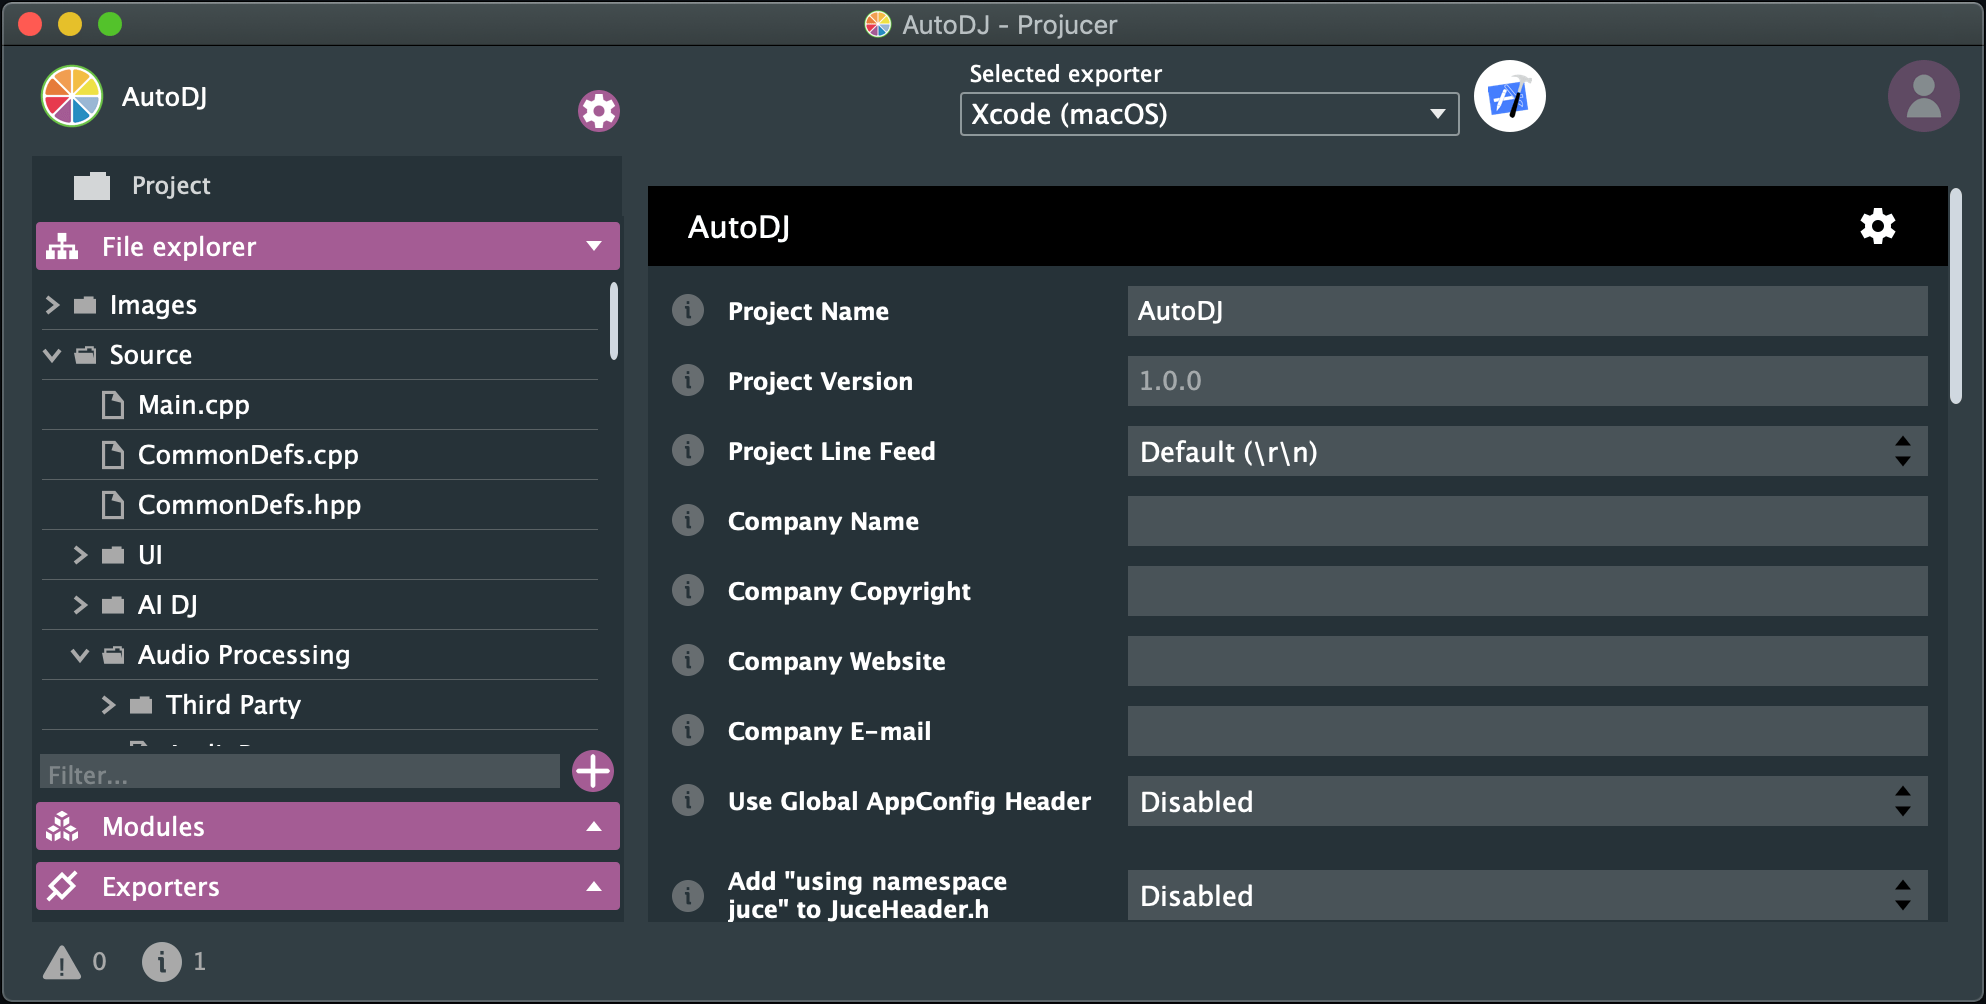 AutoDJ - Projucer
AutoDJ
Selected exporter
Xcode (macOS)
Project
File explorer
Images
Source
Main.cpp
CommonDefs.cpp
CommonDefs.hpp
UI
AI DJ
Audio Processing
Third Party
Filter...
Modules
Exporters
0
1
AutoDJ
Project Name
AutoDJ
Project Version
1.0.0
Project Line Feed
Default (\r\n)
Company Name
Company Copyright
Company Website
Company E-mail
Use Global AppConfig Header
Disabled
Add "using namespace
juce" to JuceHeader.h
Disabled